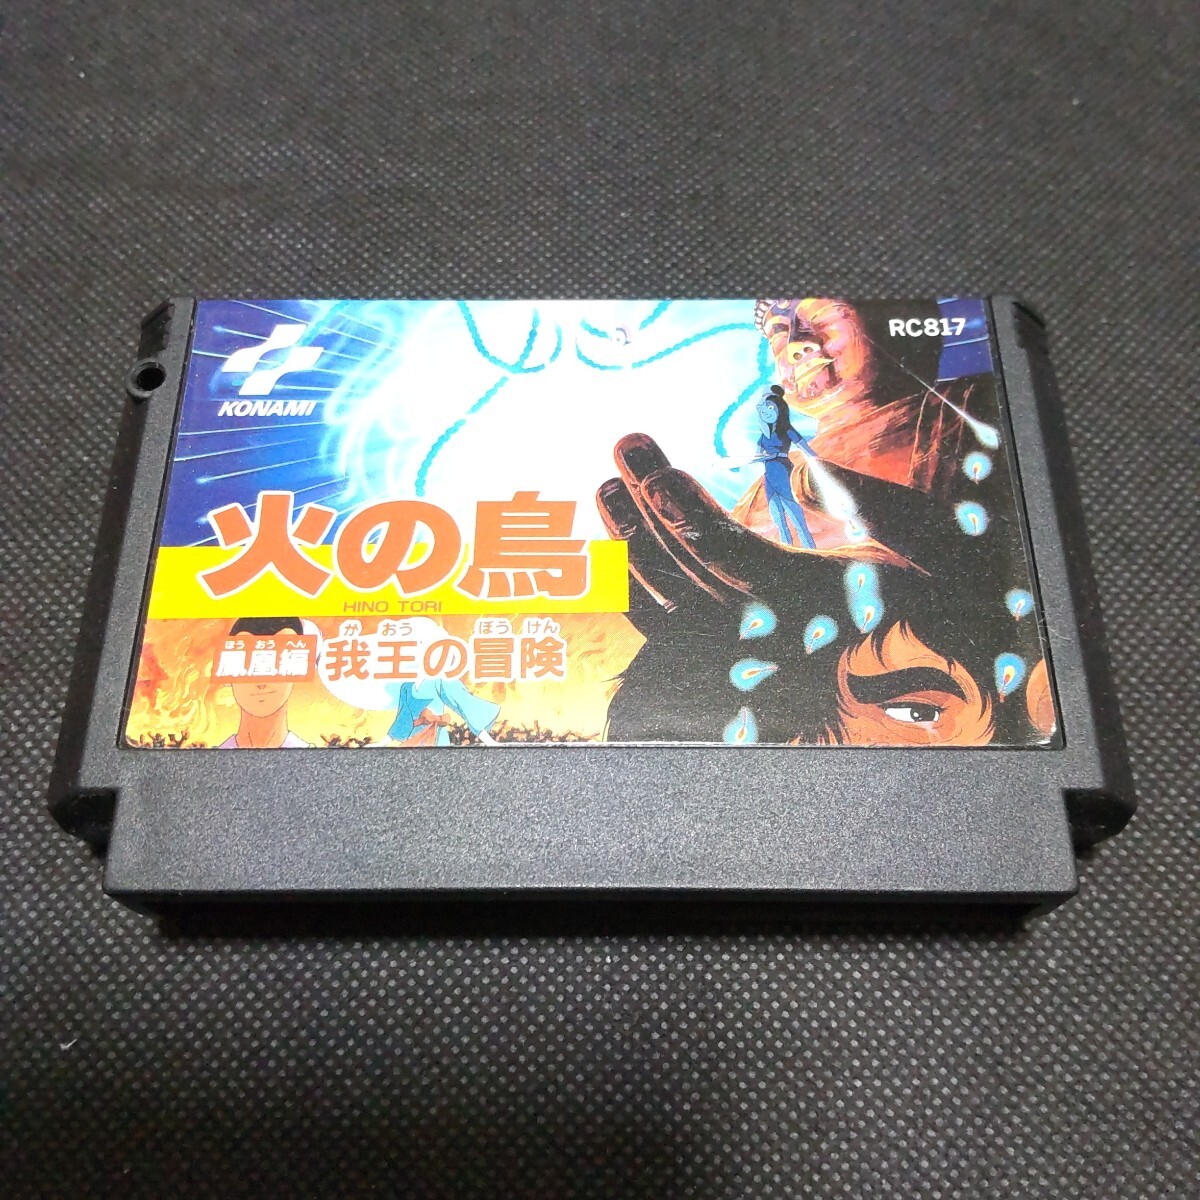 RC817
KONAMI
火の鳥
HINO TORI
ほう おう へん
鳳凰編
が おう ぼう けん
我王の冒険